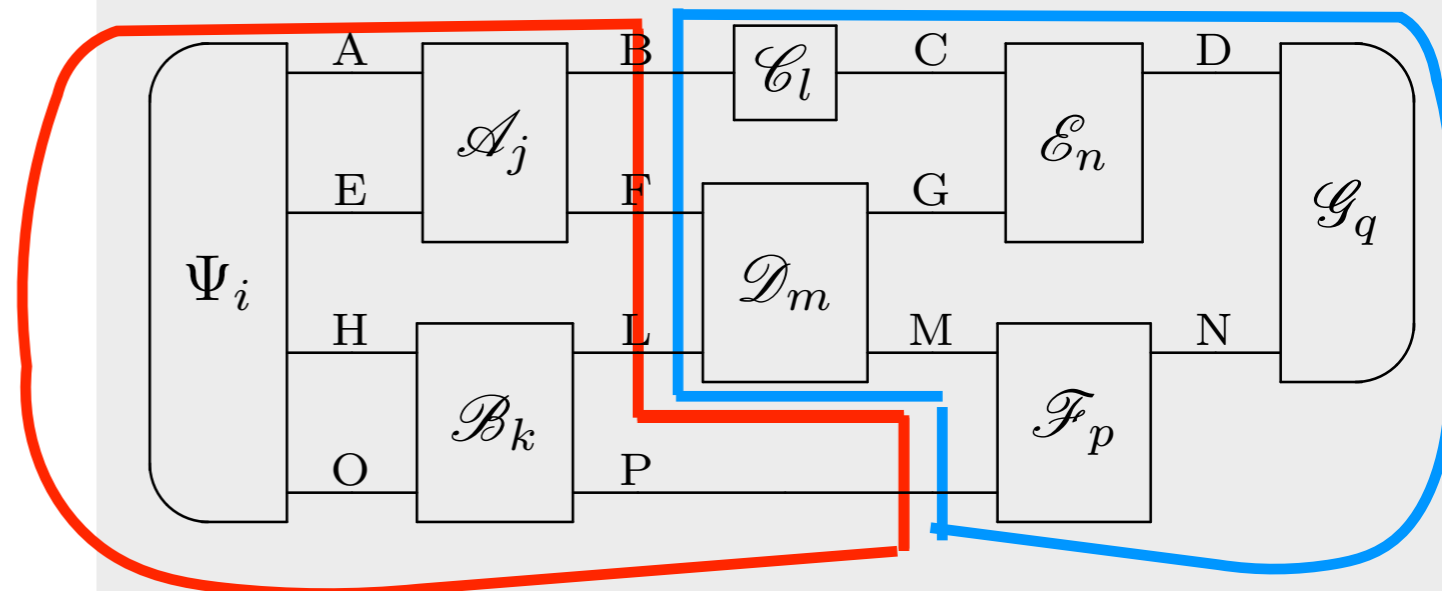 A B C D
𝒞l
𝒜j ℰn
E F G
𝒢q
Ψi 𝒟m
H L M N
ℬk ℱp
O P